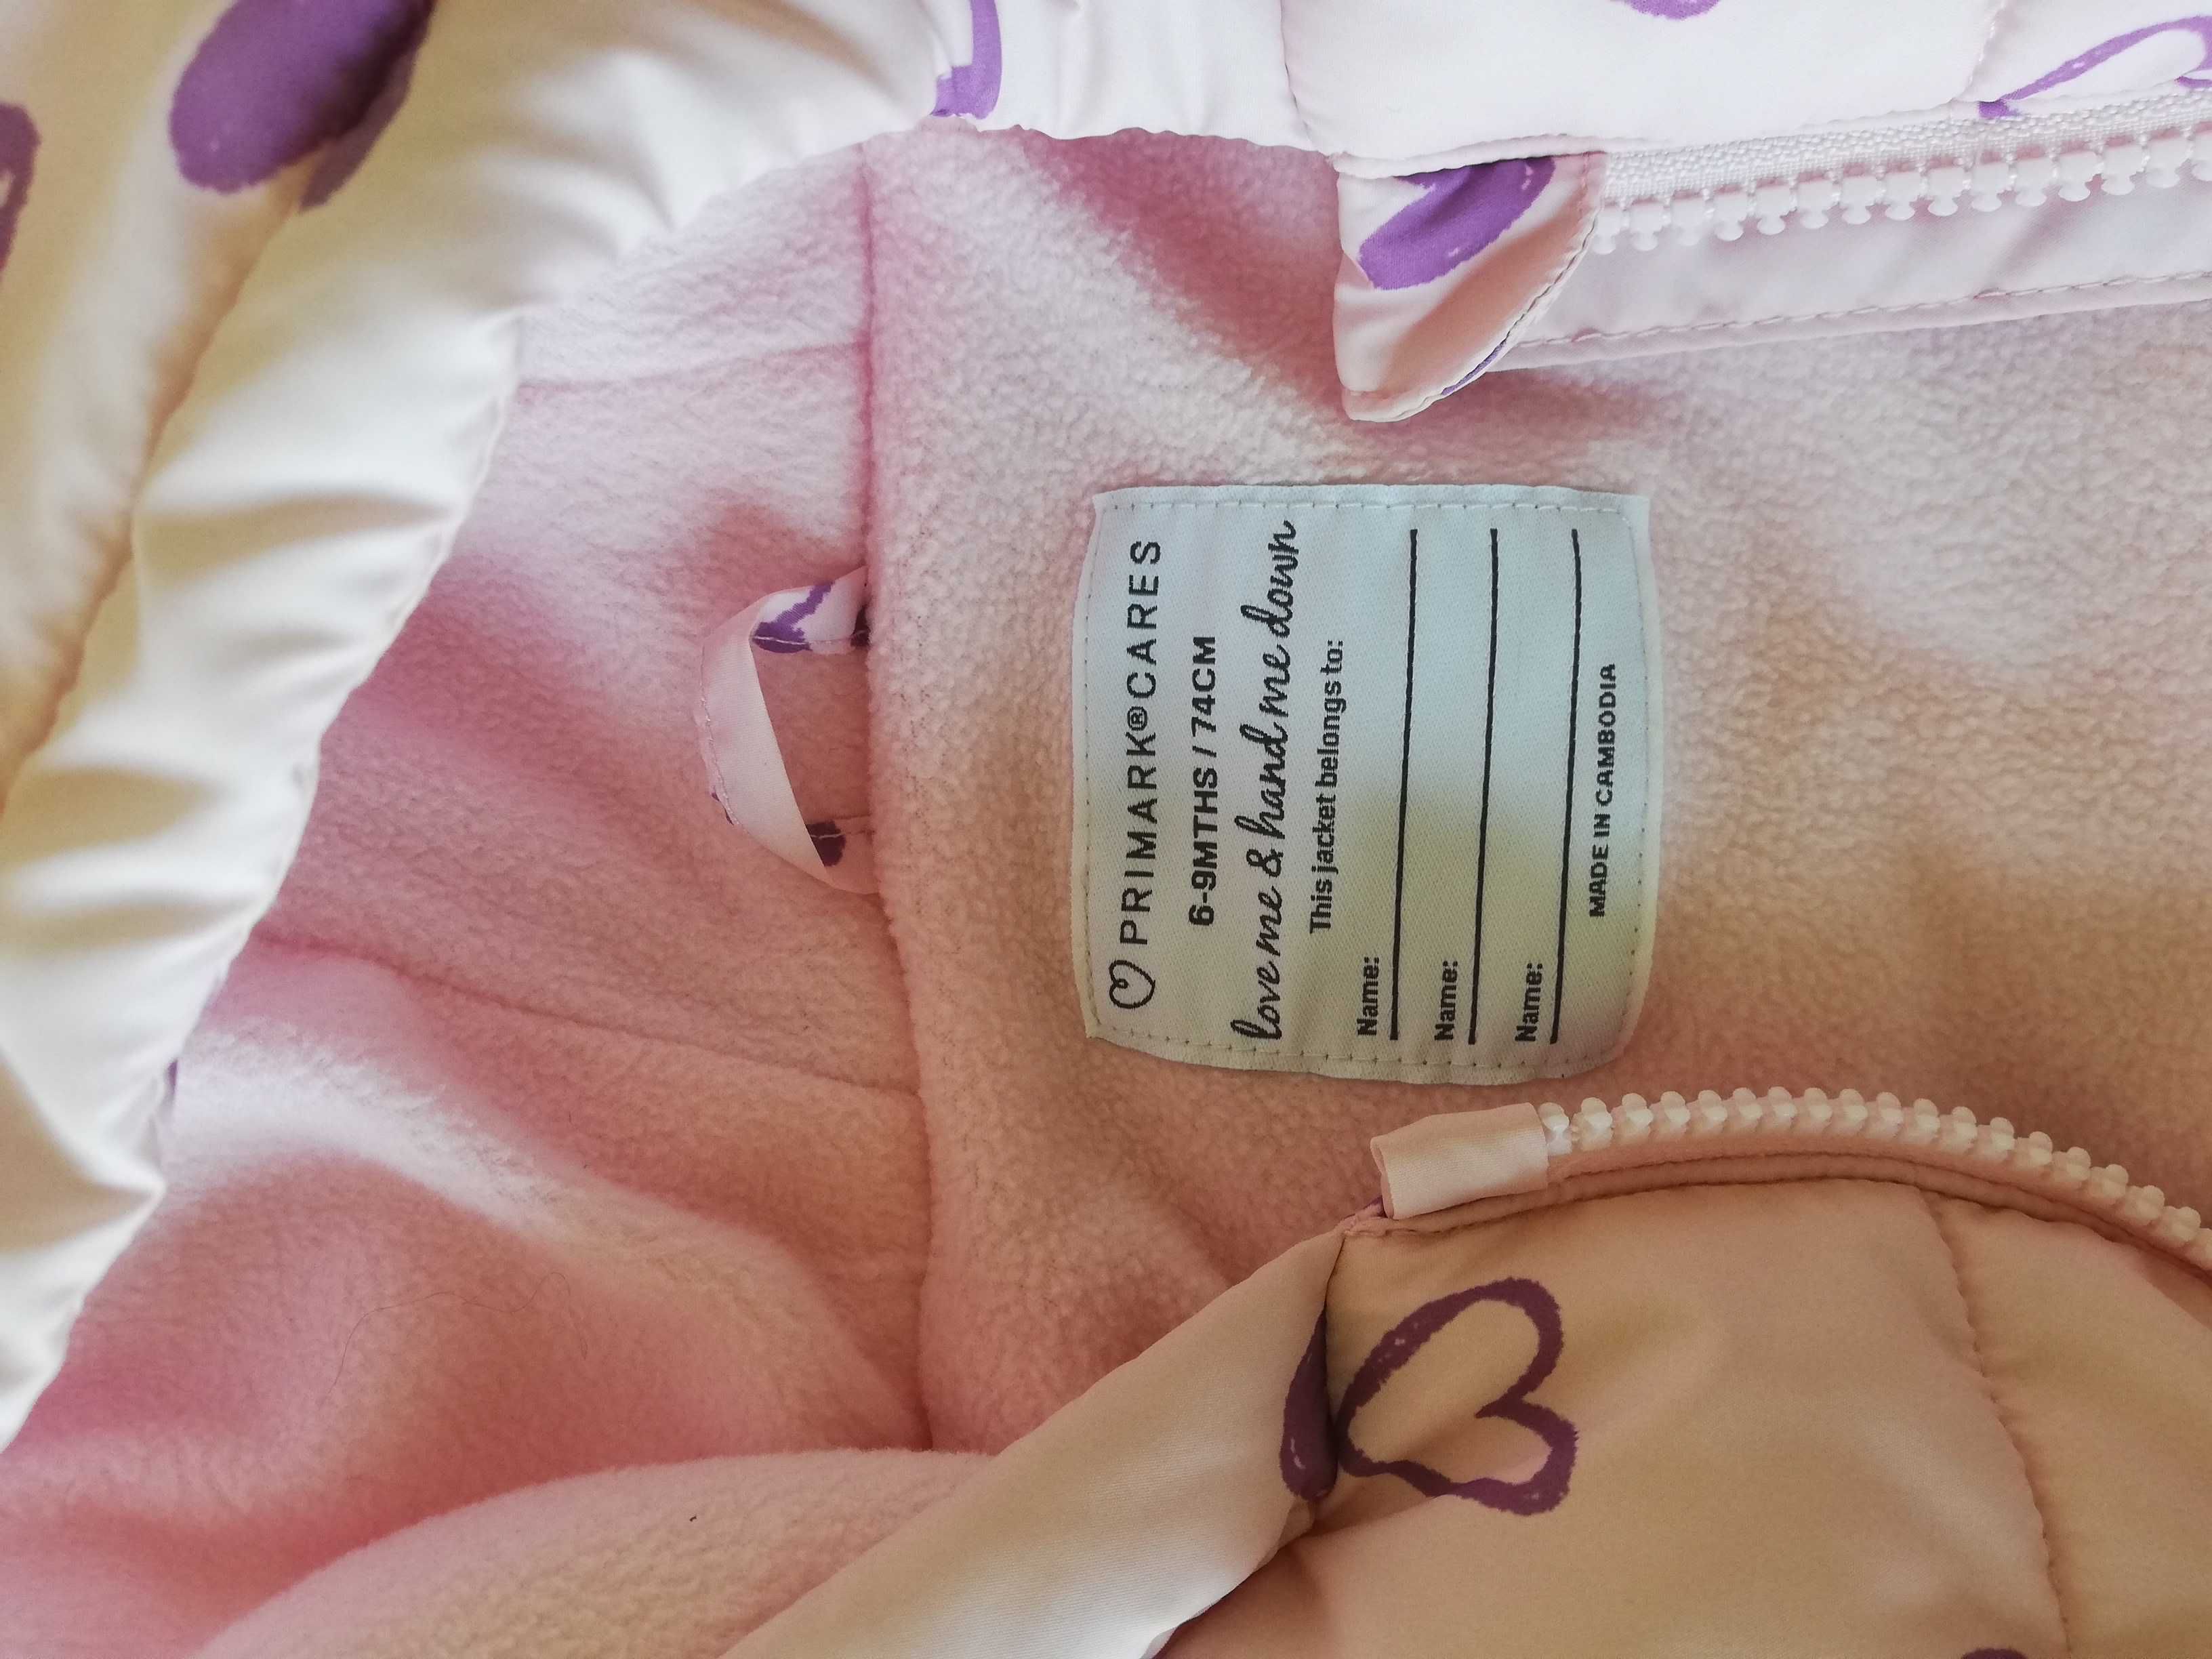 PRIMARK®CARES
6-9MTHS / 74CM
love me & hand me down
This jacket belongs to:
Name:
Name:
Name:
MADE IN CAMBODIA